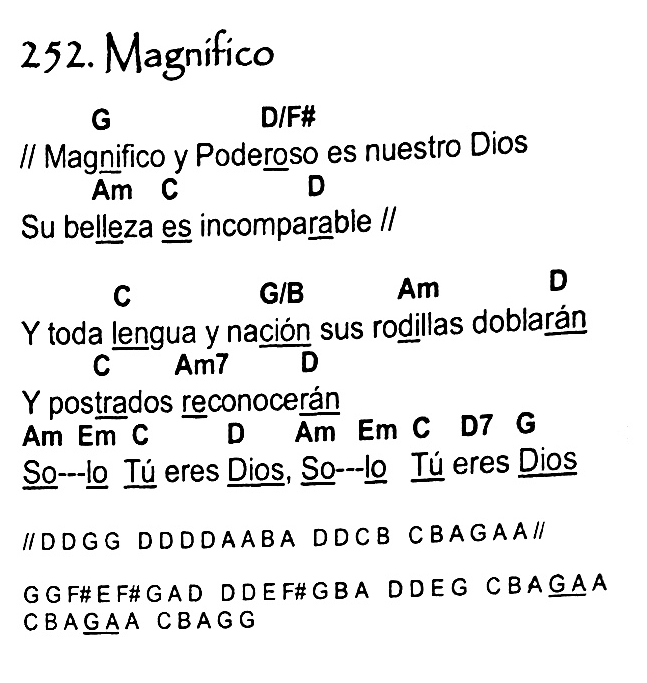 252. Magnífico
G D/F#
// Magnifico y Poderoso es nuestro Dios
Am C D
Su belleza es incomparable //
C G/B Am D
Y toda lengua y nación sus rodillas doblarán
C Am7 D
Y postrados reconocerán
Am Em C D Am Em C D7 G
So---lo Tú eres Dios, So---lo Tú eres Dios
//D D G G D D D D A A B A D D C B C B A G A A//
G G F# E F# G A D D D E F# G B A D D E G C B A G A A
C B A G A A C B A G G